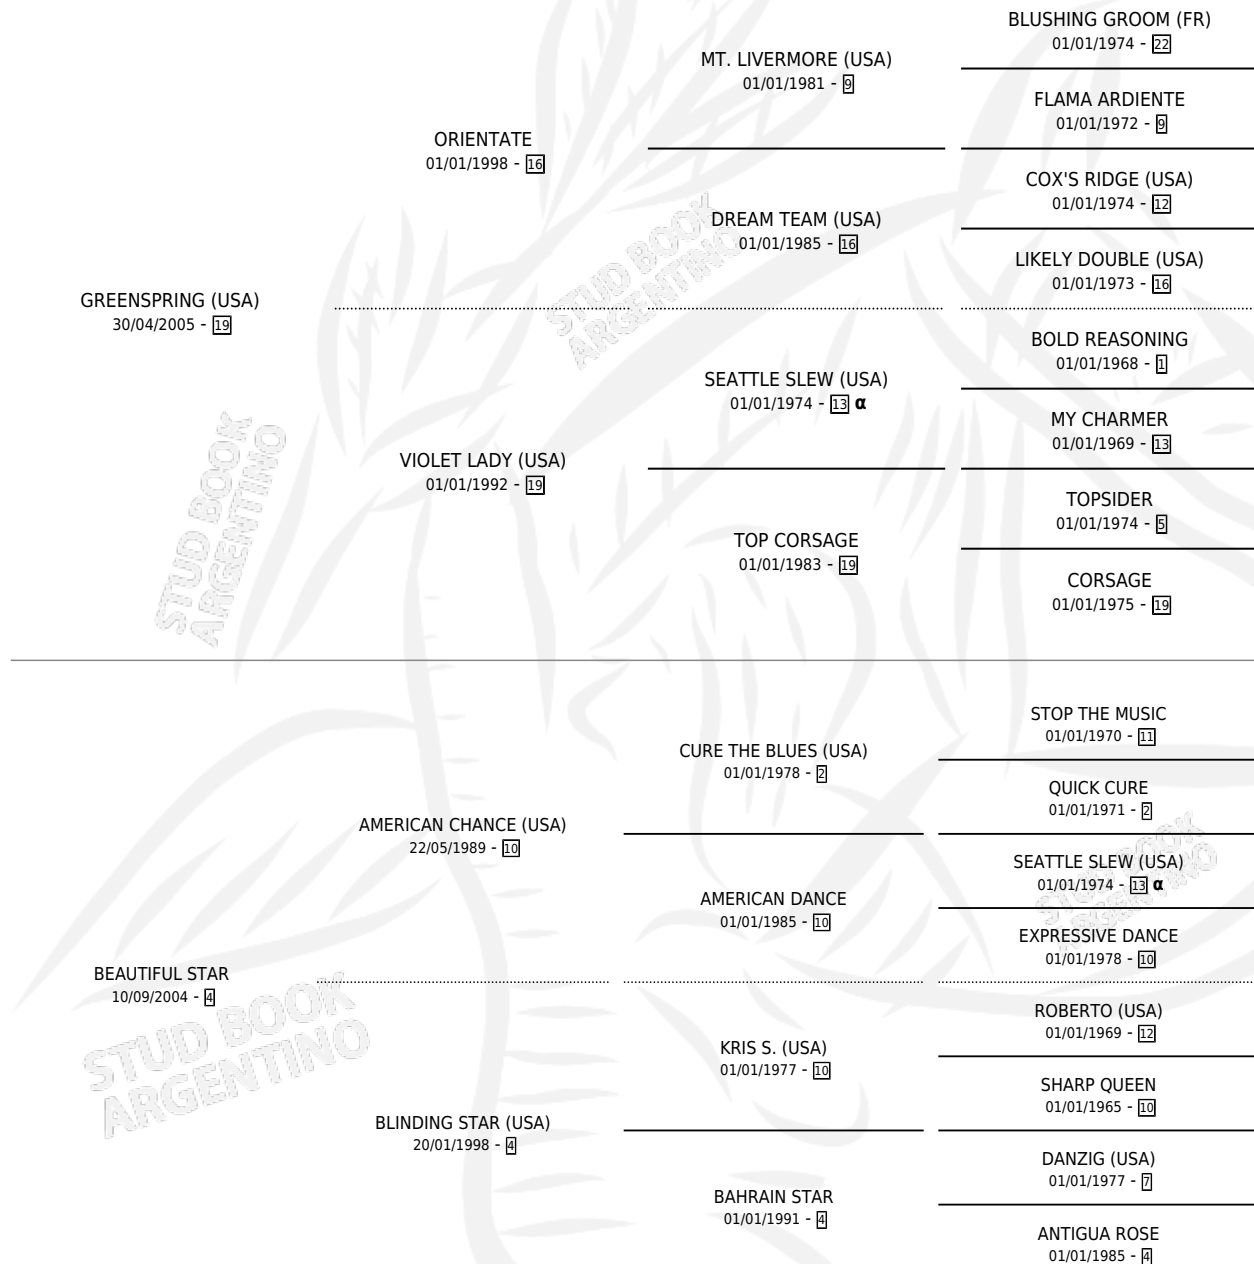 BLUSHING GROOM (FR)
01/01/1974 - 22
MT. LIVERMORE (USA)
01/01/1981 - 9
FLAMA ARDIENTE
01/01/1972 - 9
ORIENTATE
01/01/1998 - 16
COX'S RIDGE (USA)
01/01/1974 - 12
DREAM TEAM (USA)
01/01/1985 - 16
LIKELY DOUBLE (USA)
01/01/1973 - 16
GREENSPRING (USA)
30/04/2005 - 19
BOLD REASONING
01/01/1968 - 1
SEATTLE SLEW (USA)
01/01/1974 - 13 α
MY CHARMER
01/01/1969 - 13
VIOLET LADY (USA)
01/01/1992 - 19
TOPSIDER
01/01/1974 - 5
TOP CORSAGE
01/01/1983 - 19
CORSAGE
01/01/1975 - 19
STUD BOOK
ARGENTINO
STUD BOOK
ARGENTINO
STOP THE MUSIC
01/01/1970 - 11
CURE THE BLUES (USA)
01/01/1978 - 2
QUICK CURE
01/01/1971 - 2
AMERICAN CHANCE (USA)
22/05/1989 - 10
SEATTLE SLEW (USA)
01/01/1974 - 13 α
AMERICAN DANCE
01/01/1985 - 10
EXPRESSIVE DANCE
01/01/1978 - 10
BEAUTIFUL STAR
10/09/2004 - 4
ROBERTO (USA)
01/01/1969 - 12
KRIS S. (USA)
01/01/1977 - 10
SHARP QUEEN
01/01/1965 - 10
BLINDING STAR (USA)
20/01/1998 - 4
DANZIG (USA)
01/01/1977 - 7
BAHRAIN STAR
01/01/1991 - 4
ANTIGUA ROSE
01/01/1985 - 4
STUD BOOK
ARGENTINO
STUD BOOK
ARGENTINO